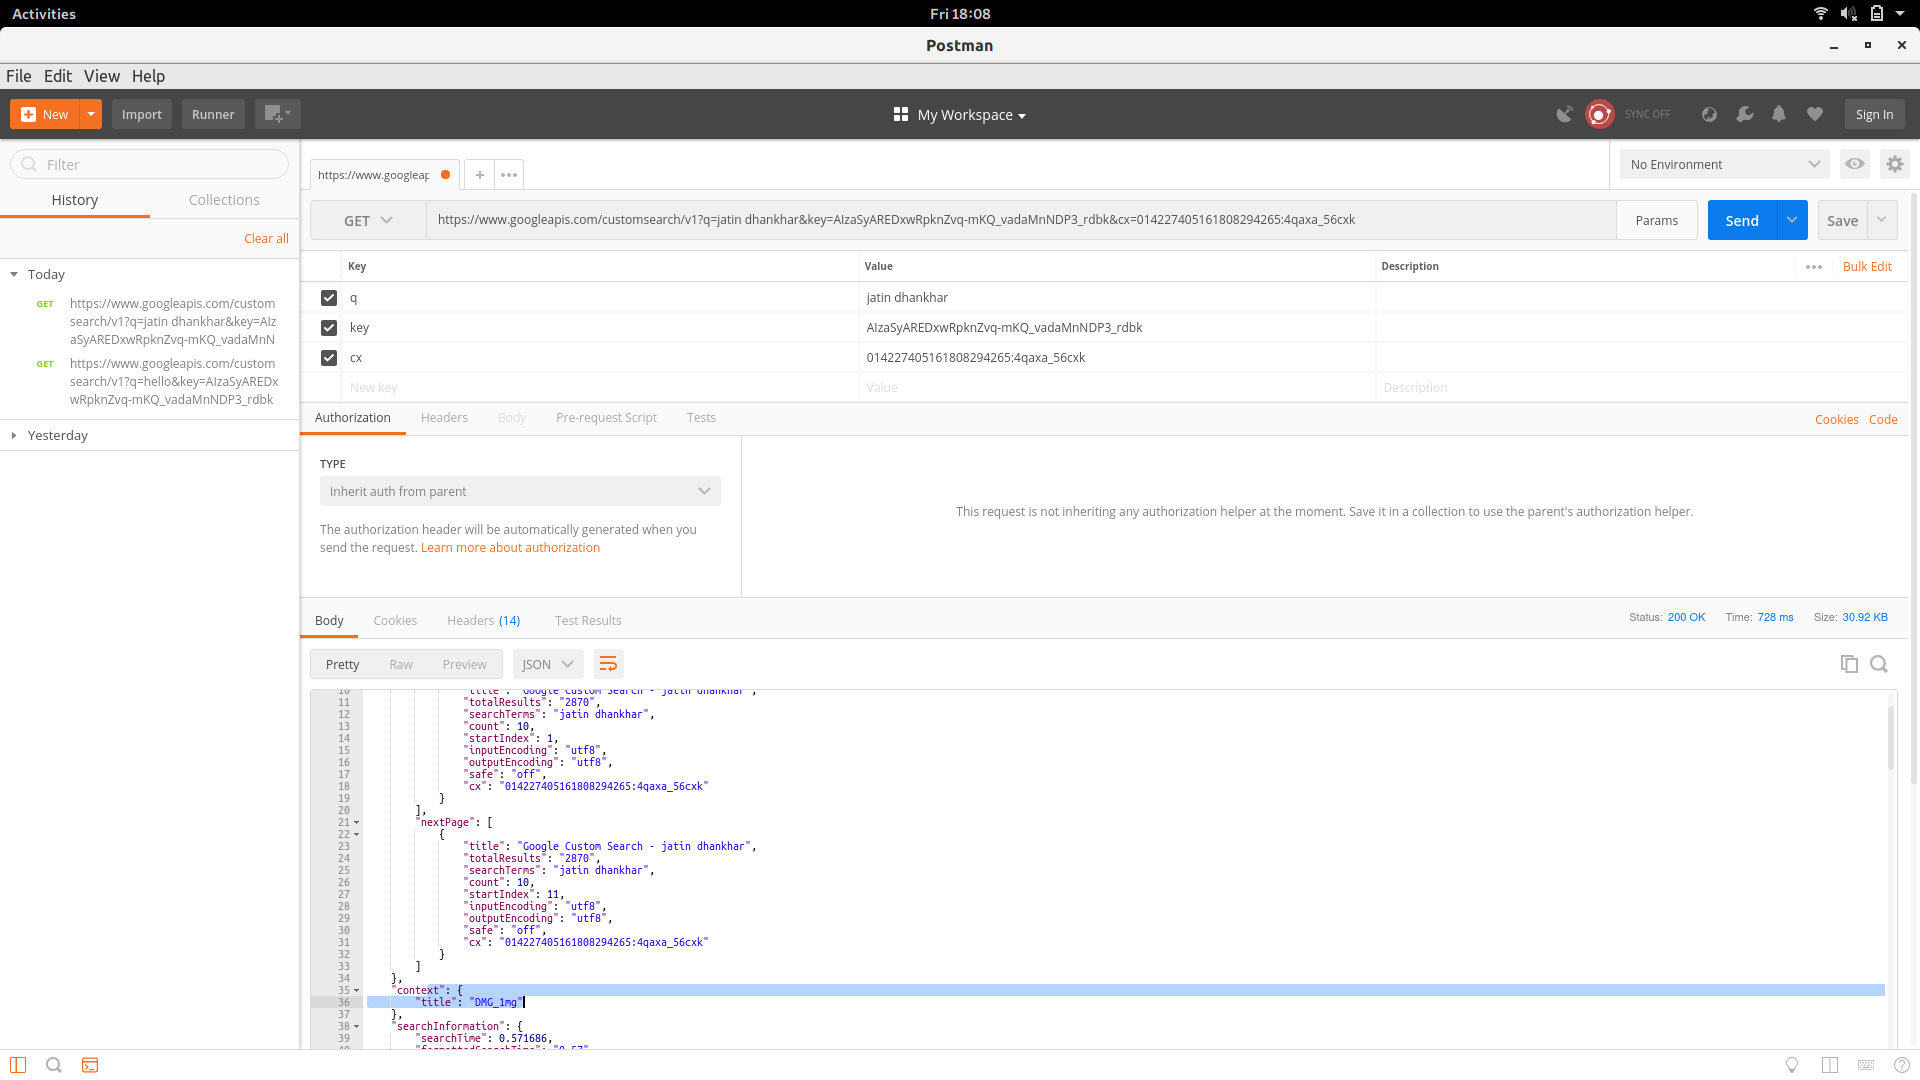 Activities
Fri 18:08
Postman
File Edit View Help
New Import Runner
My Workspace
SYNC OFF
Sign In
Filter
History Collections
Clear all
Today
GET https://www.googleapis.com/custom
search/v1?q=jatin dhankhar&key=AIz
aSyAREDxwRpknZvq-mKQ_vadaMnN
GET https://www.googleapis.com/custom
search/v1?q=hello&key=AIzaSyAREDx
wRpknZvq-mKQ_vadaMnNDP3_rdbk
Yesterday
https://www.googleap
No Environment
GET https://www.googleapis.com/customsearch/v1?q=jatin dhankhar&key=AIzaSyAREDxwRpknZvq-mKQ_vadaMnNDP3_rdbk&cx=014227405161808294265:4qaxa_56cxk Params Send Save
Key Value Description Bulk Edit
q jatin dhankhar
key AIzaSyAREDxwRpknZvq-mKQ_vadaMnNDP3_rdbk
cx 014227405161808294265:4qaxa_56cxk
New key Value Description
Authorization Headers Body Pre-request Script Tests Cookies Code
TYPE
Inherit auth from parent
The authorization header will be automatically generated when you
send the request. Learn more about authorization
This request is not inheriting any authorization helper at the moment. Save it in a collection to use the parent's authorization helper.
Body Cookies Headers (14) Test Results Status: 200 OK Time: 728 ms Size: 30.92 KB
Pretty Raw Preview JSON
10 "title": "Google Custom Search - jatin dhankhar",
11 "totalResults": "2870",
12 "searchTerms": "jatin dhankhar",
13 "count": 10,
14 "startIndex": 1,
15 "inputEncoding": "utf8",
16 "outputEncoding": "utf8",
17 "safe": "off",
18 "cx": "014227405161808294265:4qaxa_56cxk"
19 }
20 ],
21 "nextPage": [
22 {
23 "title": "Google Custom Search - jatin dhankhar",
24 "totalResults": "2870",
25 "searchTerms": "jatin dhankhar",
26 "count": 10,
27 "startIndex": 11,
28 "inputEncoding": "utf8",
29 "outputEncoding": "utf8",
30 "safe": "off",
31 "cx": "014227405161808294265:4qaxa_56cxk"
32 }
33 ]
34 },
35 "context": {
36 "title": "DMG_1mg"
37 },
38 "searchInformation": {
39 "searchTime": 0.571686,
40 "formattedSearchTime": "0.57",